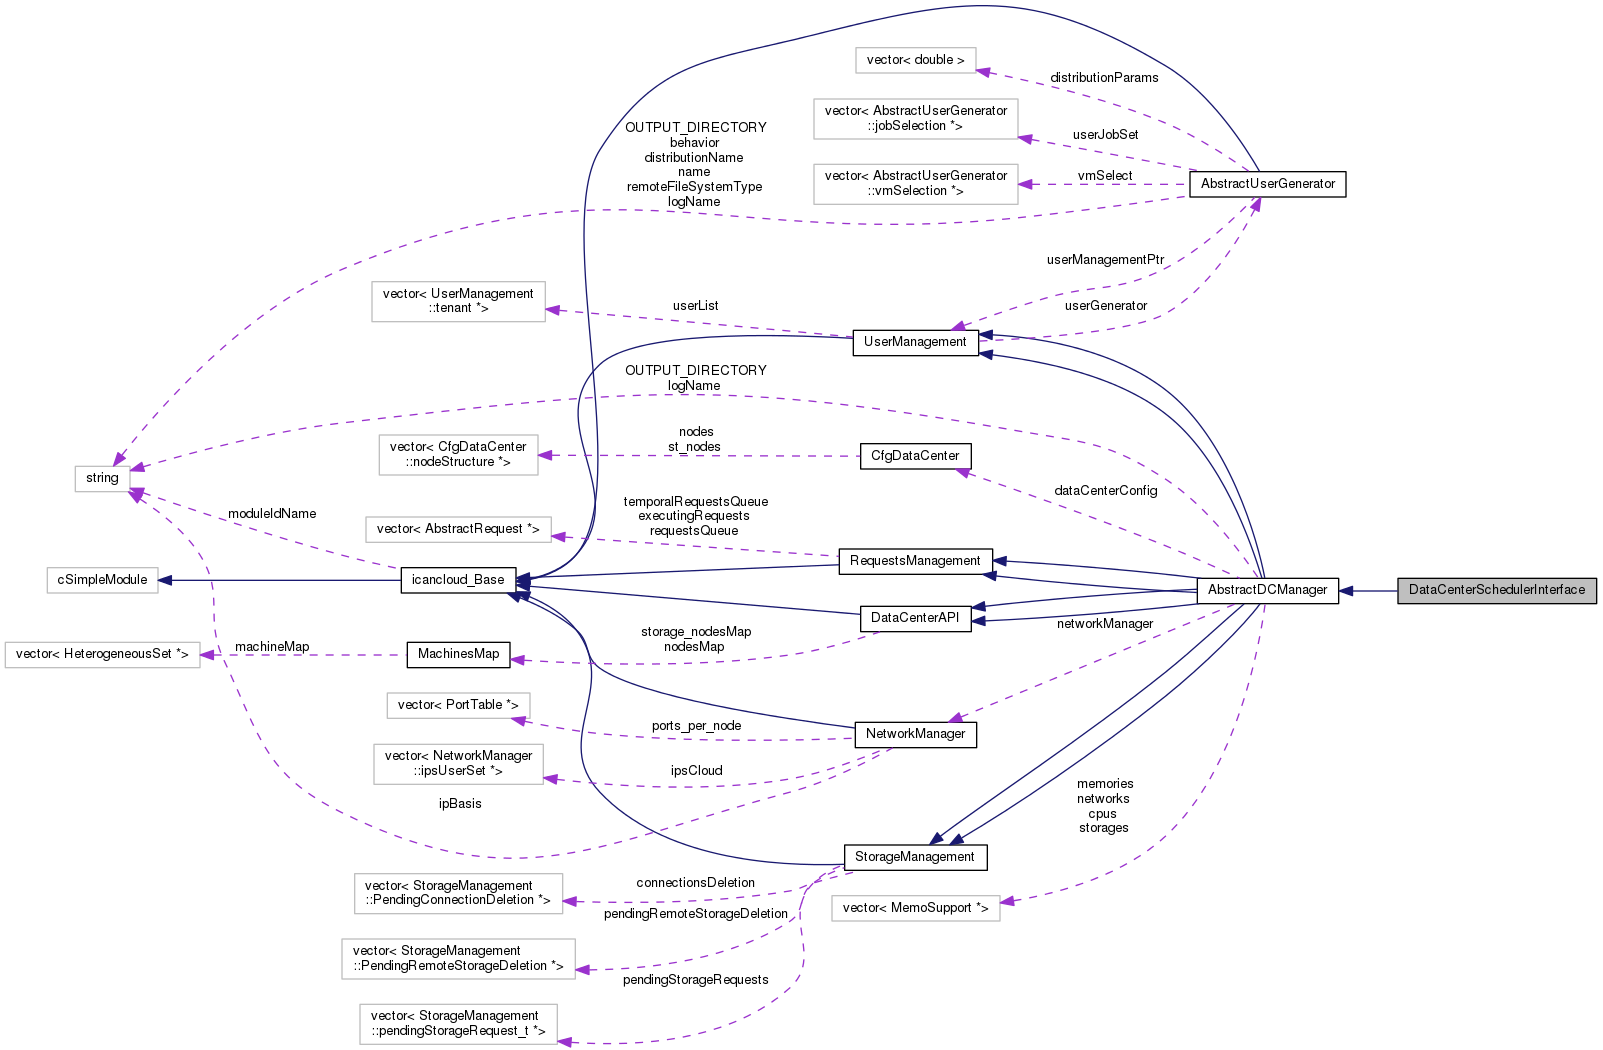 vector< double >
distributionParams
vector< AbstractUserGenerator
::jobSelection *>
userJobSet
OUTPUT_DIRECTORY
behavior
distributionName
name
remoteFileSystemType
logName
vector< AbstractUserGenerator
::vmSelection *>
vmSelect
AbstractUserGenerator
userManagementPtr
vector< UserManagement
::tenant *>
userList
userGenerator
UserManagement
OUTPUT_DIRECTORY
logName
vector< CfgDataCenter
::nodeStructure *>
nodes
st_nodes
CfgDataCenter
string
dataCenterConfig
moduleIdName
vector< AbstractRequest *>
temporalRequestsQueue
executingRequests
requestsQueue
RequestsManagement
cSimpleModule
icancloud_Base
AbstractDCManager
DataCenterSchedulerInterface
DataCenterAPI
networkManager
storage_nodesMap
nodesMap
vector< HeterogeneousSet *>
machineMap
MachinesMap
vector< PortTable *>
ports_per_node
NetworkManager
vector< NetworkManager
::ipsUserSet *>
ipsCloud
ipBasis
memories
networks
cpus
storages
StorageManagement
vector< StorageManagement
::PendingConnectionDeletion *>
connectionsDeletion
vector< MemoSupport *>
pendingRemoteStorageDeletion
vector< StorageManagement
::PendingRemoteStorageDeletion *>
pendingStorageRequests
vector< StorageManagement
::pendingStorageRequest_t *>